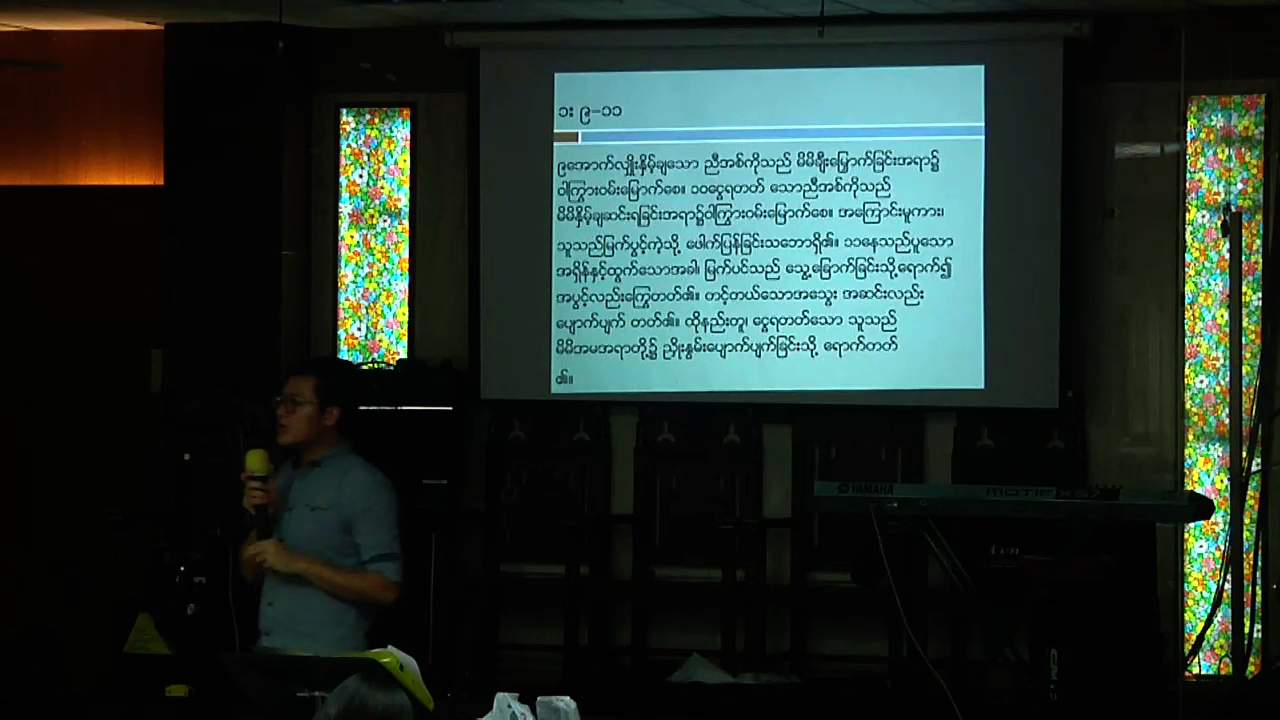 ၁း ၉-၁၁
၉အောက်လျှိုးနှိမ့်ချသော ညီအစ်ကိုသည် မိမိချီးမြှောက်ခြင်းအရာ၌
ဝါကြွားဝမ်းမြောက်စေ။ ၁၀ငွေရတတ် သောညီအစ်ကိုသည်
မိမိနှိမ့်ချဆင်းရဲခြင်းအရာ၌ဝါကြွားဝမ်းမြောက်စေ။ အကြောင်းမူကား၊
သူသည်မြက်ပွင့်ကဲ့သို့ ဖေါက်ပြန်ခြင်းသဘောရှိ၏။ ၁၁နေသည်ပူသော
အရှိန်နှင့်ထွက်သောအခါ၊ မြက်ပင်သည် သွေ့ခြောက်ခြင်းသို့ရောက်၍
အပွင့်လည်းကြွေတတ်၏။ တင့်တယ်သောအသွေး အဆင်းလည်း
ပျောက်ပျက် တတ်၏။ ထိုနည်းတူ၊ ငွေရတတ်သော သူသည်
မိမိအမအရာတို့၌ ညှိုးနွမ်းပျောက်ပျက်ခြင်းသို့ ရောက်တတ်
၏။
YAMAHA
MOTIF XS7